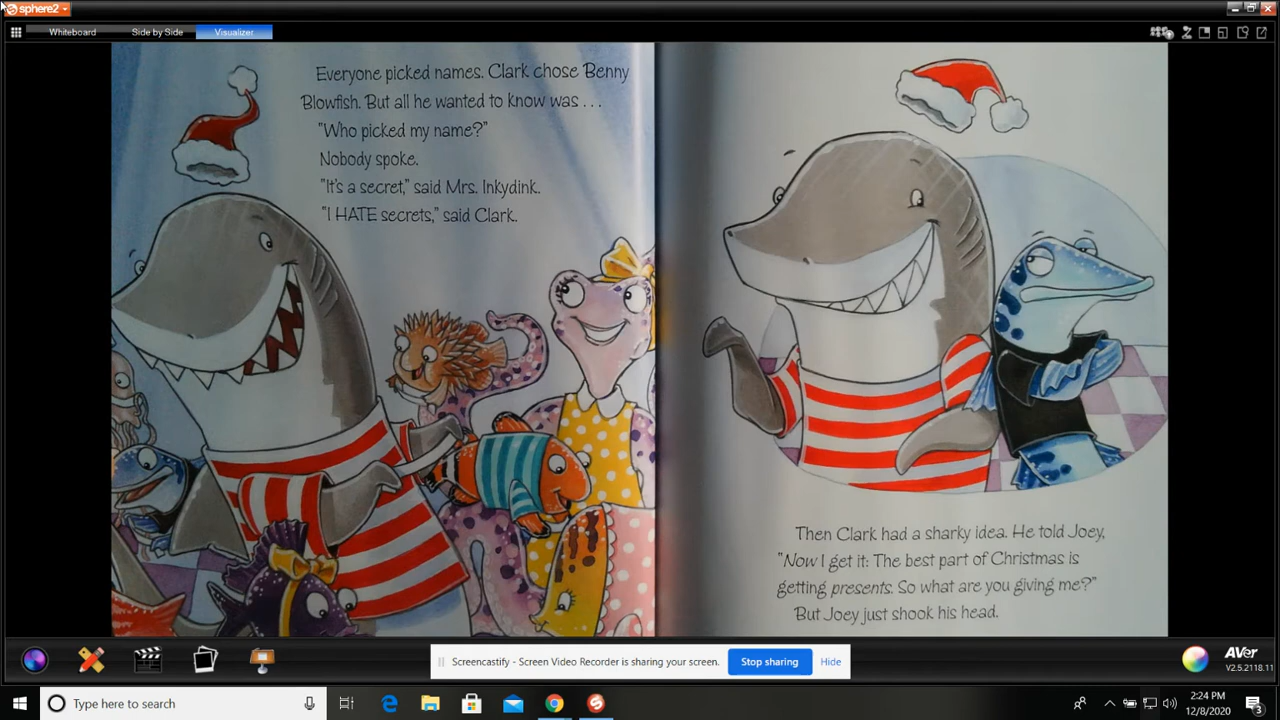 sphere2
Whiteboard
Side by Side
Visualizer
Everyone picked names. Clark chose Benny
Blowfish. But all he wanted to know was . . .
"Who picked my name?"
Nobody spoke.
"It's a secret," said Mrs. Inkydink.
"I HATE secrets," said Clark.
Then Clark had a sharky idea. He told Joey,
"Now I get it: The best part of Christmas is
getting presents. So what are you giving me?"
But Joey just shook his head.
Screencastify - Screen Video Recorder is sharing your screen.
Stop sharing
Hide
AVer
V2.5.2118.11
Type here to search
2:24 PM
12/8/2020
3